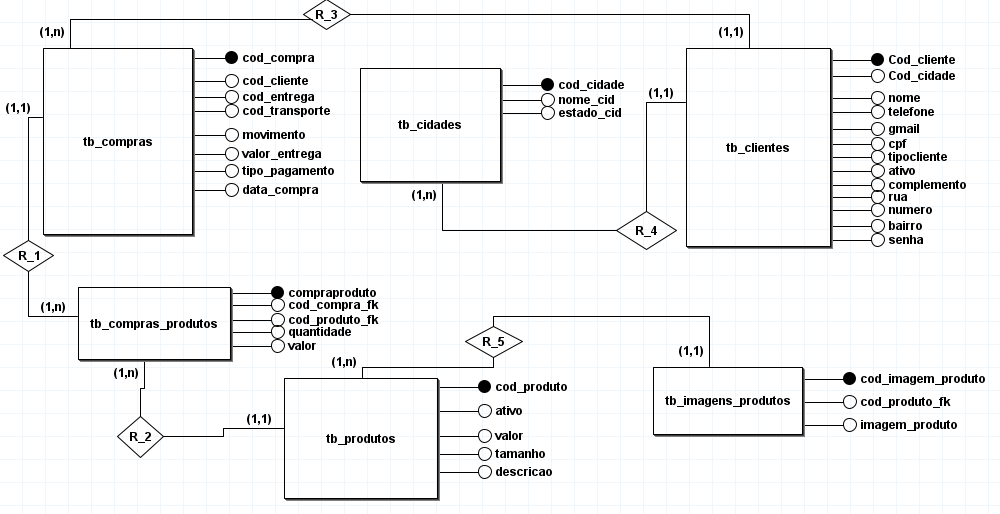 R_3
(1,n)
(1,1)
tb_compras
cod_compra
cod_cliente
cod_entrega
cod_transporte
movimento
valor_entrega
tipo_pagamento
data_compra
(1,1)
tb_cidades
cod_cidade
nome_cid
estado_cid
(1,n)
(1,1)
R_4
tb_clientes
Cod_cliente
Cod_cidade
nome
telefone
gmail
cpf
tipocliente
ativo
complemento
rua
numero
bairro
senha
R_1
(1,n)
tb_compras_produtos
compraproduto
cod_compra_fk
cod_produto_fk
quantidade
valor
(1,n)
R_2
(1,1)
(1,n)
R_5
(1,1)
tb_produtos
cod_produto
ativo
valor
tamanho
descricao
tb_imagens_produtos
cod_imagem_produto
cod_produto_fk
imagem_produto